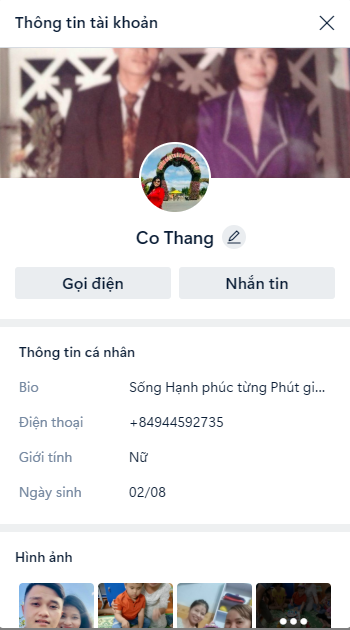 Thông tin tài khoản
Co Thang
Gọi điện
Nhắn tin
Thông tin cá nhân
Bio
Sống Hạnh phúc từng Phút gi...
Điện thoại
+84944592735
Giới tính
Nữ
Ngày sinh
02/08
Hình ảnh